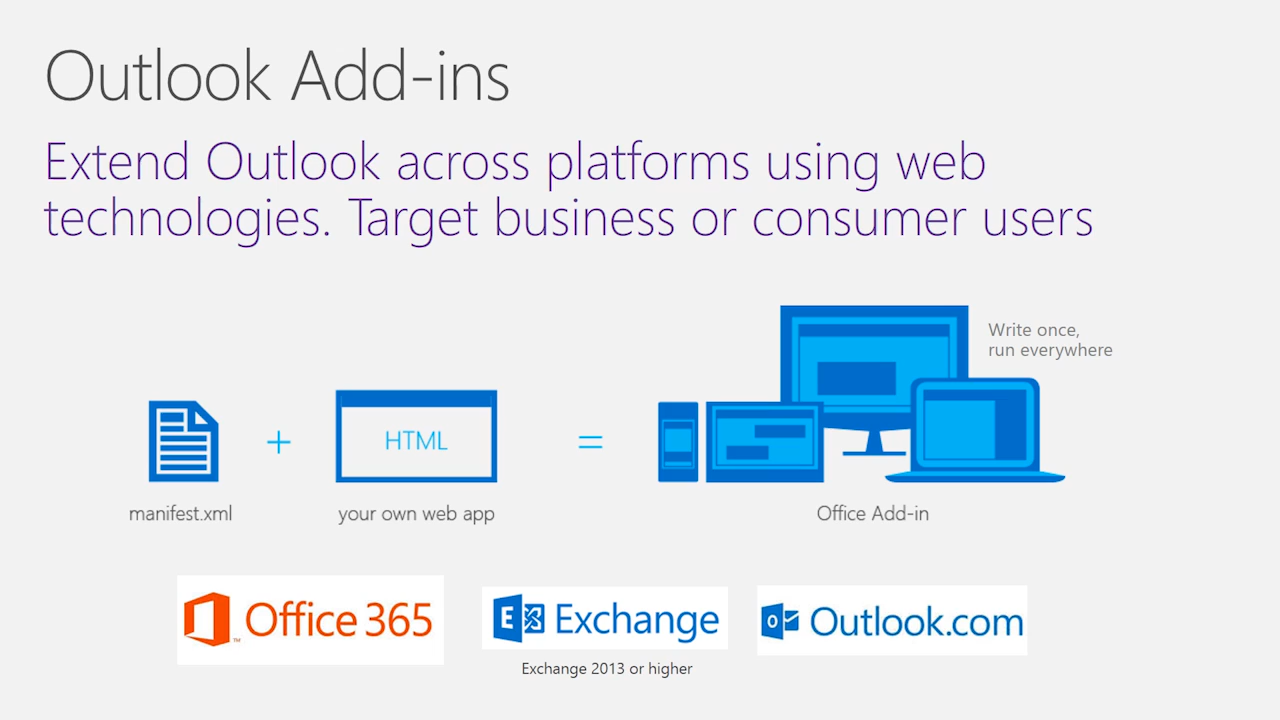 Outlook Add-ins
Extend Outlook across platforms using web
technologies. Target business or consumer users
Write once,
run everywhere
+
HTML
=
manifest.xml
your own web app
Office Add-in
Office 365
™
E
Exchange
o
Outlook.com
Exchange 2013 or higher